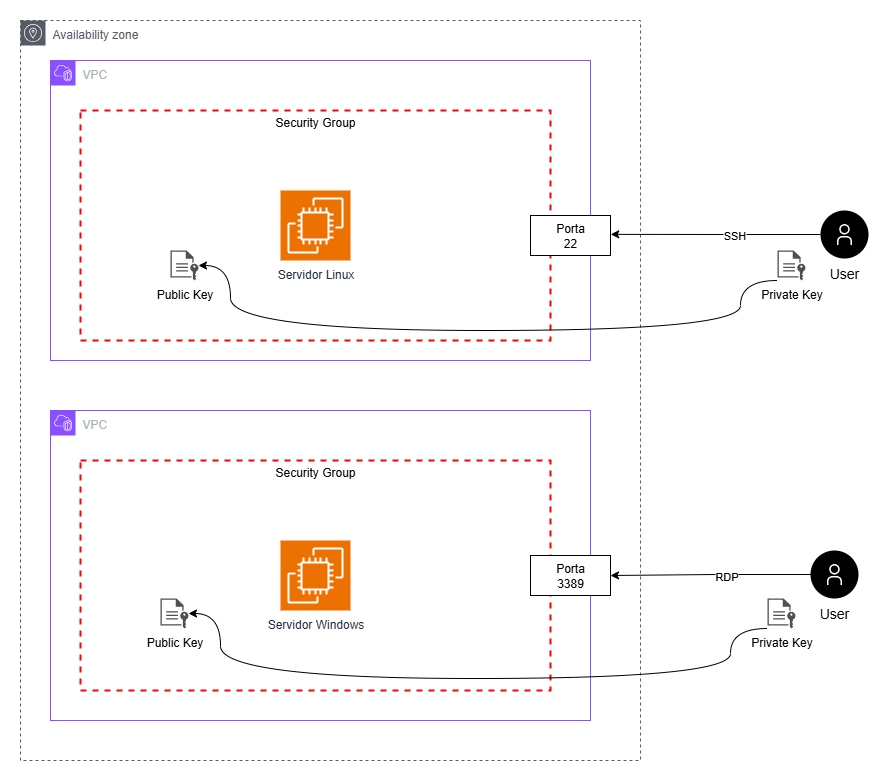 Availability zone
VPC
Security Group
Porta
22
SSH
User
Servidor Linux
Public Key
Private Key
VPC
Security Group
Porta
3389
RDP
User
Servidor Windows
Public Key
Private Key